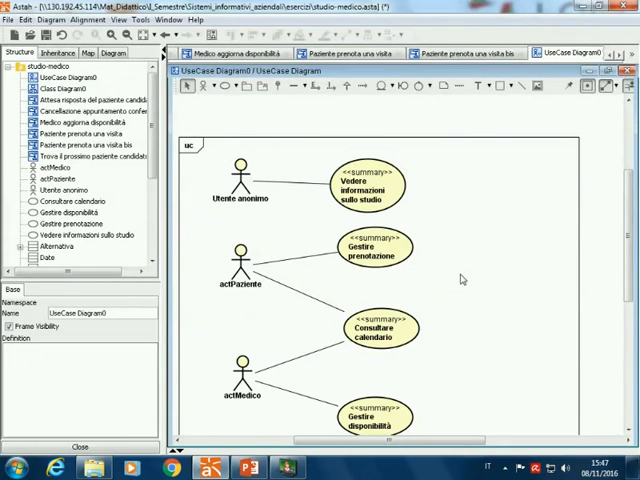 Astah - [\\130.192.45.114\Mat_Didattico\I_Semestre\Sistemi_informativi_aziendali\esercizi\studio-medico.asta] *
File Edit Diagram Alignment View Tools Window Help
Structure Inheritance Map Diagram
Medico aggiorna disponibilità
Paziente prenota una visita
Paziente prenota una visita bis
UseCase Diagram0
UseCase Diagram0 / UseCase Diagram
studio-medico
UseCase Diagram0
Class Diagram0
Attesa risposta del paziente candida
Cancellazione appuntamento confer
Medico aggiorna disponibilità
Paziente prenota una visita
Paziente prenota una visita bis
Trova il prossimo paziente candidat
actMedico
actPaziente
Utente anonimo
Consultare calendario
Gestire disponibilità
Gestire prenotazione
Vedere informazioni sullo studio
Alternativa
Date
Base
Namespace
Name UseCase Diagram0
Frame Visibility
Definition
Close
uc
Utente anonimo
<<summary>>
Vedere
informazioni
sullo studio
<<summary>>
Gestire
prenotazione
actPaziente
<<summary>>
Consultare
calendario
actMedico
<<summary>>
Gestire
disponibilità
IT
15:47
08/11/2016